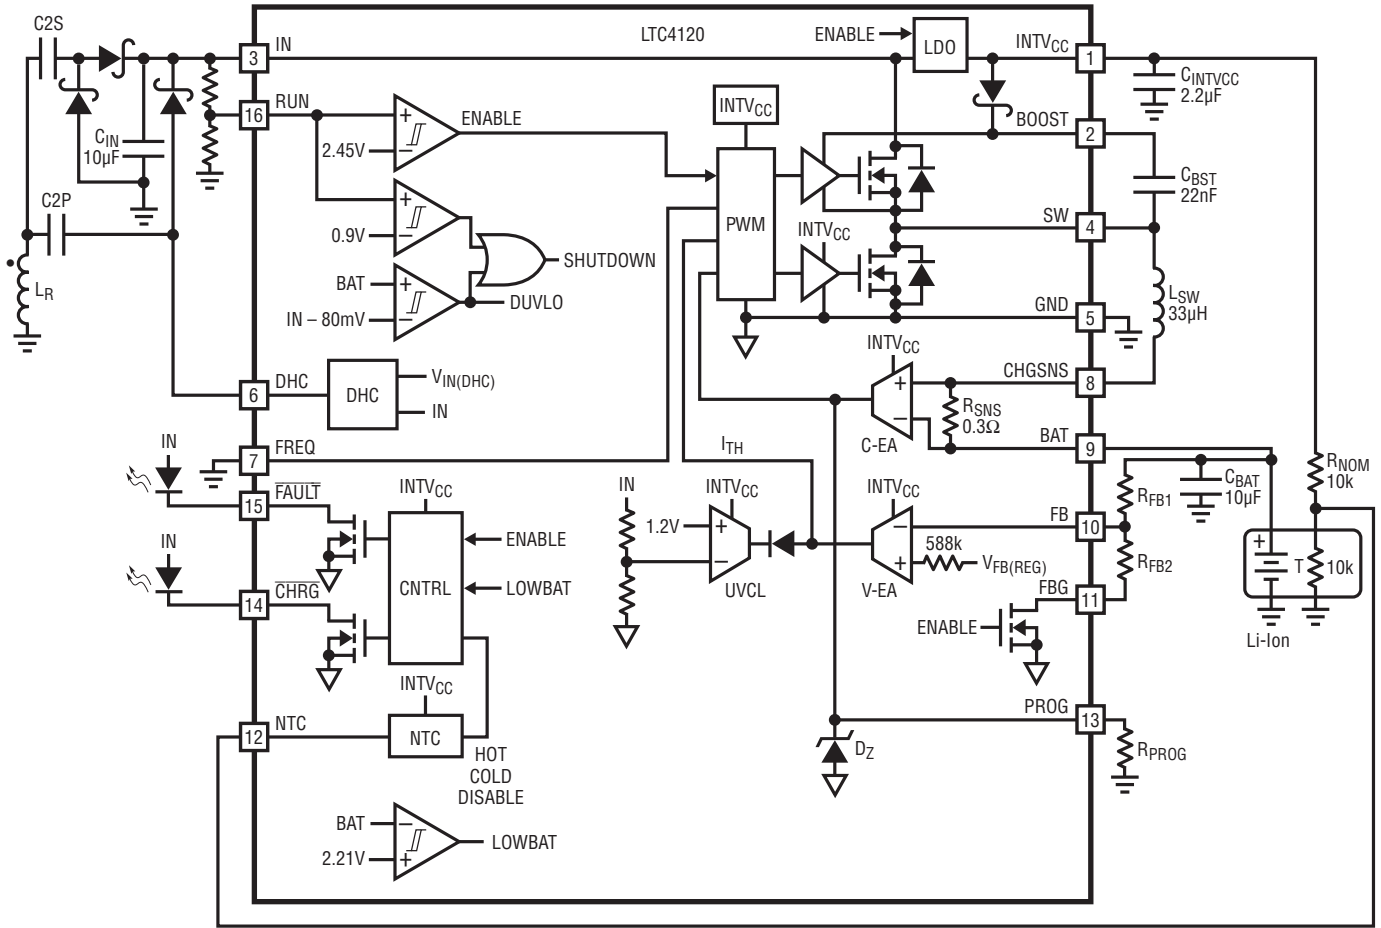 C2S
IN
LTC4120
ENABLE
LDO
INTVCC
3
1
CINTVCC
2.2µF
RUN
16
ENABLE
INTVCC
BOOST
2
2.45V
+
–
CIN
10µF
CBST
22nF
C2P
PWM
SW
4
+
–
0.9V
INTVCC
SHUTDOWN
BAT
+
IN – 80mV
–
DUVLO
LR
LSW
33µH
GND
5
DHC
6
DHC
VIN(DHC)
IN
INTVCC
CHGSNS
8
+
–
C-EA
RSNS
0.3Ω
BAT
9
ITH
FREQ
7
IN
FAULT
15
INTVCC
IN
INTVCC
INTVCC
RFB1
CBAT
10µF
RNOM
10k
1.2V
+
–
UVCL
–
+
V-EA
FB
10
588k
VFB(REG)
RFB2
+
T
10k
Li-Ion
IN
CHRG
14
CNTRL
ENABLE
LOWBAT
FBG
11
ENABLE
INTVCC
NTC
12
NTC
HOT
COLD
DISABLE
PROG
13
DZ
RPROG
BAT
–
2.21V
+
LOWBAT